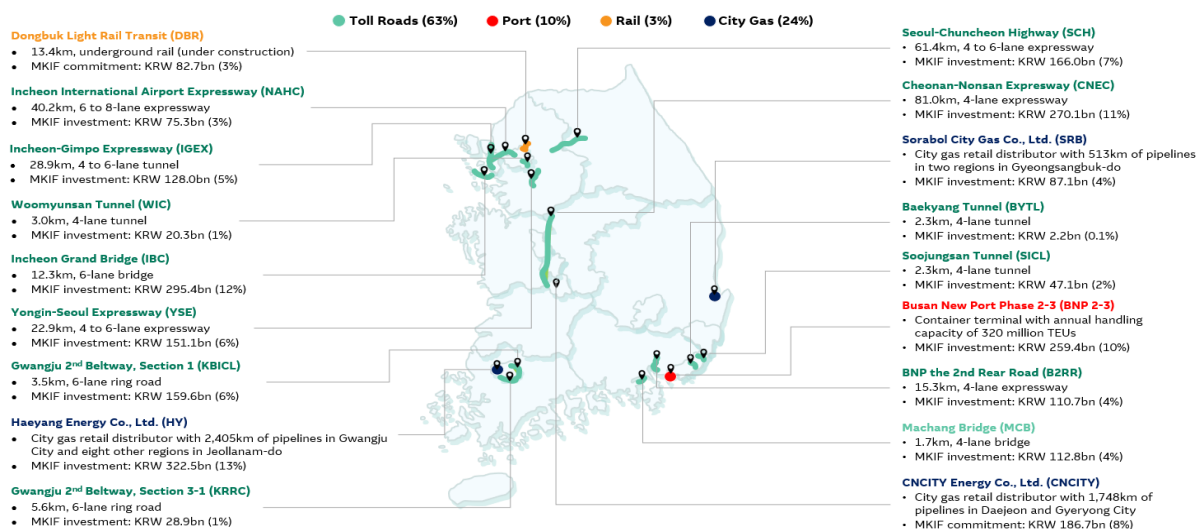 Toll Roads (63%)
Port (10%)
Rail (3%)
City Gas (24%)
Dongbuk Light Rail Transit (DBR)
• 13.4km, underground rail (under construction)
• MKIF commitment: KRW 82.7bn (3%)
Incheon International Airport Expressway (NAHC)
• 40.2km, 6 to 8-lane expressway
• MKIF investment: KRW 75.3bn (3%)
Incheon-Gimpo Expressway (IGEX)
• 28.9km, 4 to 6-lane tunnel
• MKIF investment: KRW 128.0bn (5%)
Woomyunsan Tunnel (WIC)
• 3.0km, 4-lane tunnel
• MKIF investment: KRW 20.3bn (1%)
Incheon Grand Bridge (IBC)
• 12.3km, 6-lane bridge
• MKIF investment: KRW 295.4bn (12%)
Yongin-Seoul Expressway (YSE)
• 22.9km, 4 to 6-lane expressway
• MKIF investment: KRW 151.1bn (6%)
Gwangju 2nd Beltway, Section 1 (KBICL)
• 3.5km, 6-lane ring road
• MKIF investment: KRW 159.6bn (6%)
Haeyang Energy Co., Ltd. (HY)
• City gas retail distributor with 2,405km of pipelines in Gwangju
City and eight other regions in Jeollanam-do
• MKIF investment: KRW 322.5bn (13%)
Gwangju 2nd Beltway, Section 3-1 (KRRC)
• 5.6km, 6-lane ring road
• MKIF investment: KRW 28.9bn (1%)
Seoul-Chuncheon Highway (SCH)
• 61.4km, 4 to 6-lane expressway
• MKIF investment: KRW 166.0bn (7%)
Cheonan-Nonsan Expresway (CNEC)
• 81.0km, 4-lane expressway
• MKIF investment: KRW 270.1bn (11%)
Sorabol City Gas Co., Ltd. (SRB)
• City gas retail distributor with 513km of pipelines
in two regions in Gyeongsangbuk-do
• MKIF investment: KRW 87.1bn (4%)
Baekyang Tunnel (BYTL)
• 2.3km, 4-lane tunnel
• MKIF investment: KRW 2.2bn (0.1%)
Soojungsan Tunnel (SICL)
• 2.3km, 4-lane tunnel
• MKIF investment: KRW 47.1bn (2%)
Busan New Port Phase 2-3 (BNP 2-3)
• Container terminal with annual handling
capacity of 320 million TEUs
• MKIF investment: KRW 259.4bn (10%)
BNP the 2nd Rear Road (B2RR)
• 15.3km, 4-lane expressway
• MKIF investment: KRW 110.7bn (4%)
Machang Bridge (MCB)
• 1.7km, 4-lane bridge
• MKIF investment: KRW 112.8bn (4%)
CNCITY Energy Co., Ltd. (CNCITY)
• City gas retail distributor with 1,748km of
pipelines in Daejeon and Gyeryong City
• MKIF commitment: KRW 186.7bn (8%)